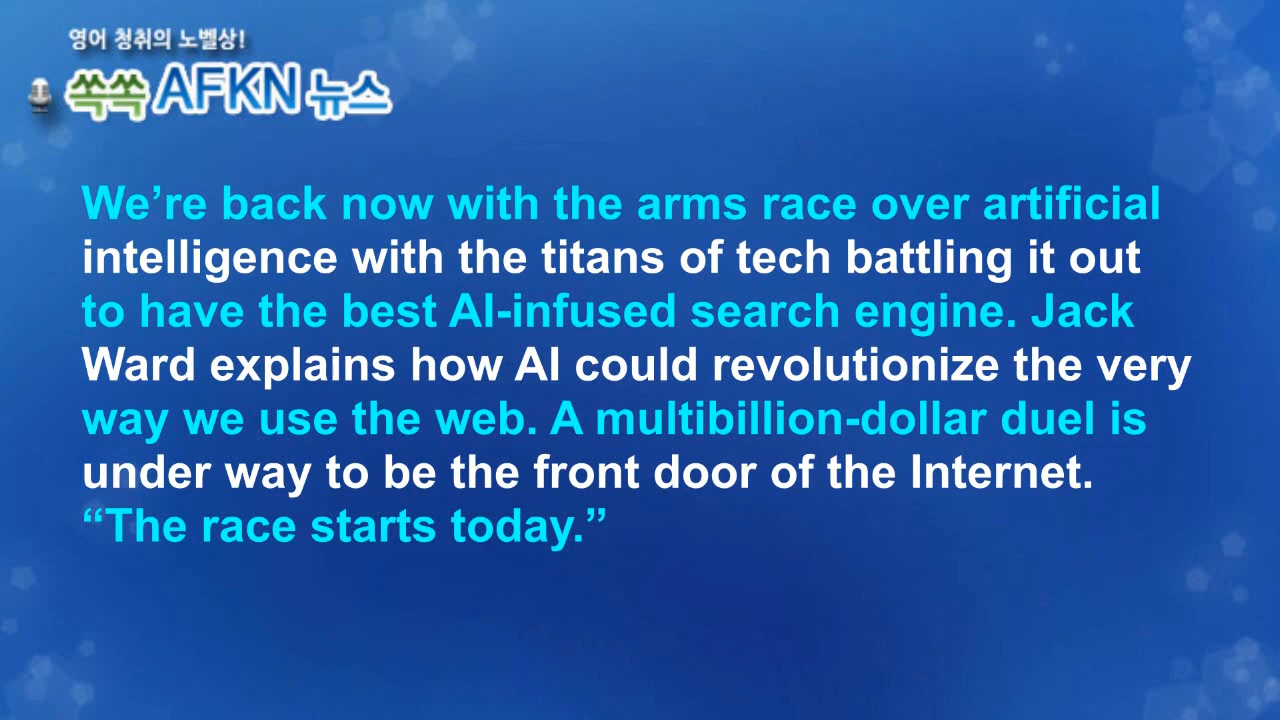 영어 청취의 노벨상!
쏙쏙 AFKN 뉴스
We’re back now with the arms race over artificial
intelligence with the titans of tech battling it out
to have the best AI-infused search engine. Jack
Ward explains how AI could revolutionize the very
way we use the web. A multibillion-dollar duel is
under way to be the front door of the Internet.
“The race starts today.”